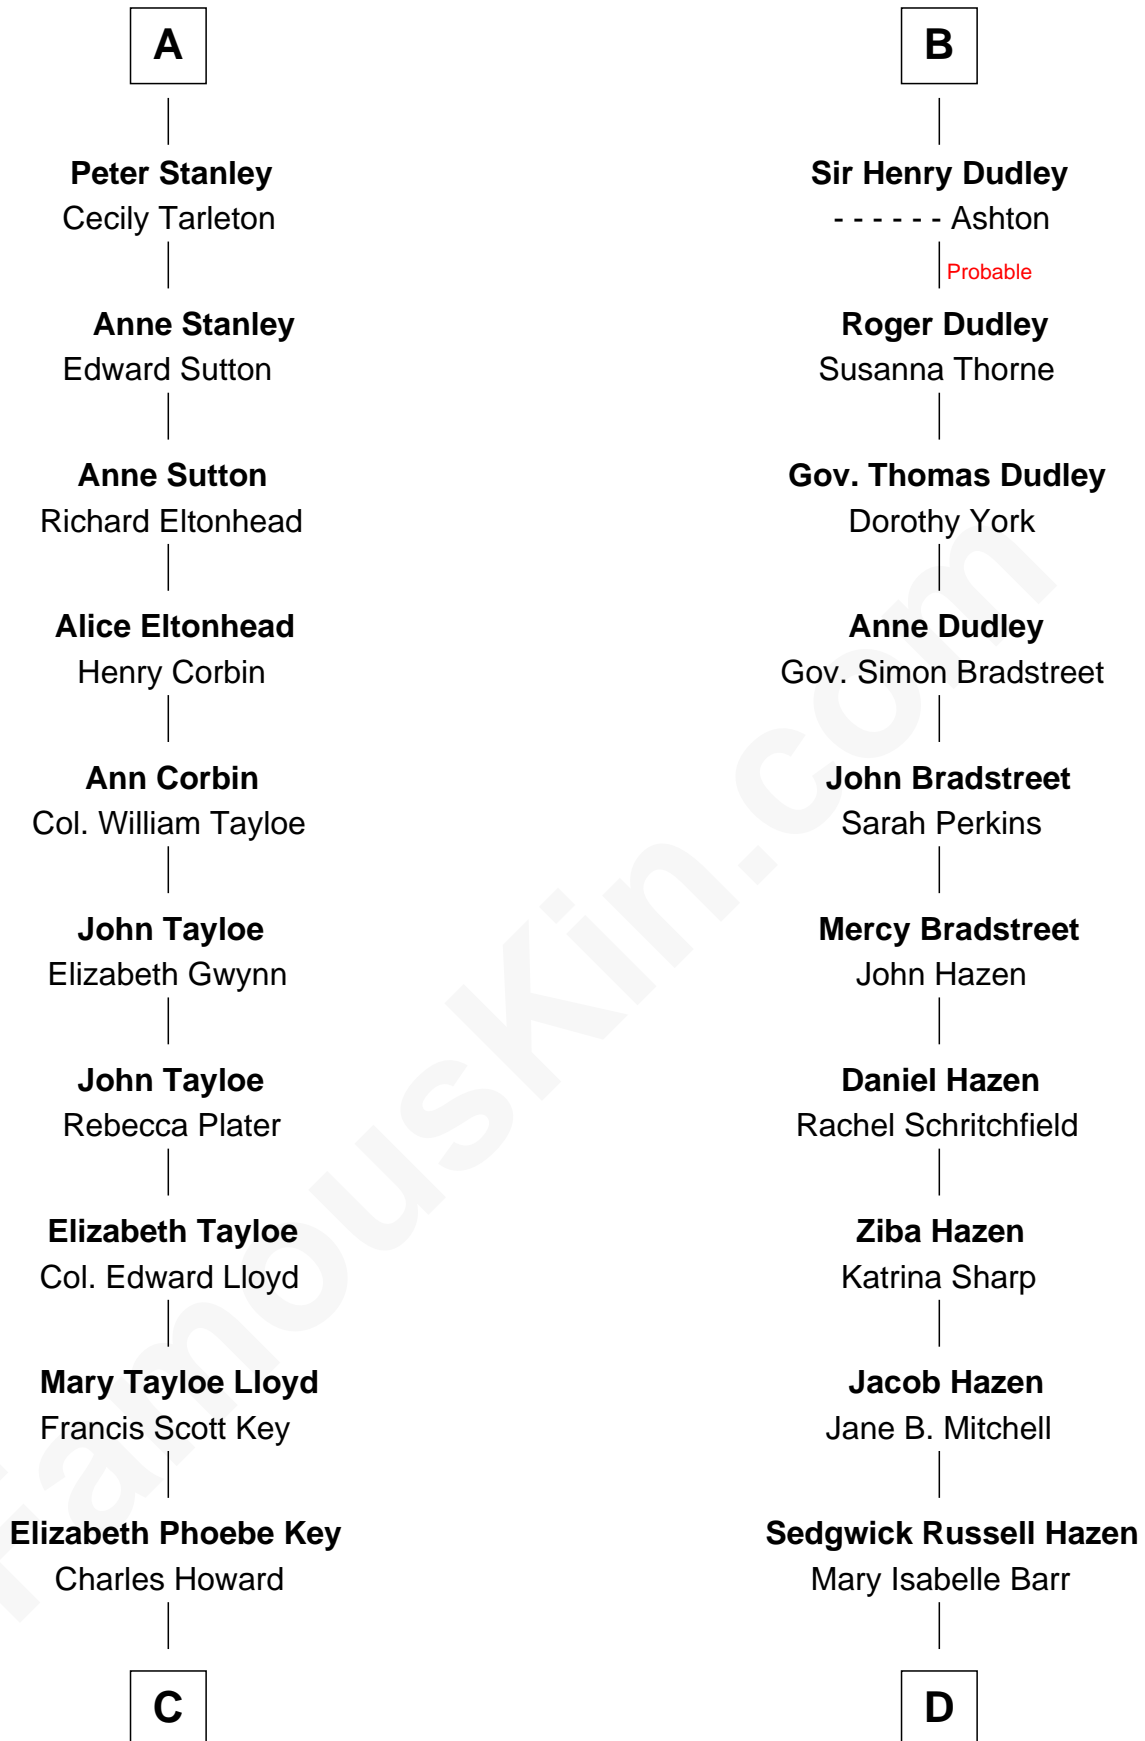 A
Peter Stanley
Cecily Tarleton
Anne Stanley
Edward Sutton
Anne Sutton
Richard Eltonhead
Alice Eltonhead
Henry Corbin
Ann Corbin
Col. William Tayloe
John Tayloe
Elizabeth Gwynn
John Tayloe
Rebecca Plater
Elizabeth Tayloe
Col. Edward Lloyd
Mary Tayloe Lloyd
Francis Scott Key
Elizabeth Phoebe Key
Charles Howard
C
B
Sir Henry Dudley
- - - - - - Ashton
Probable
Roger Dudley
Susanna Thorne
Gov. Thomas Dudley
Dorothy York
Anne Dudley
Gov. Simon Bradstreet
John Bradstreet
Sarah Perkins
Mercy Bradstreet
John Hazen
Daniel Hazen
Rachel Schritchfield
Ziba Hazen
Katrina Sharp
Jacob Hazen
Jane B. Mitchell
Sedgwick Russell Hazen
Mary Isabelle Barr
D
FamousKin.com